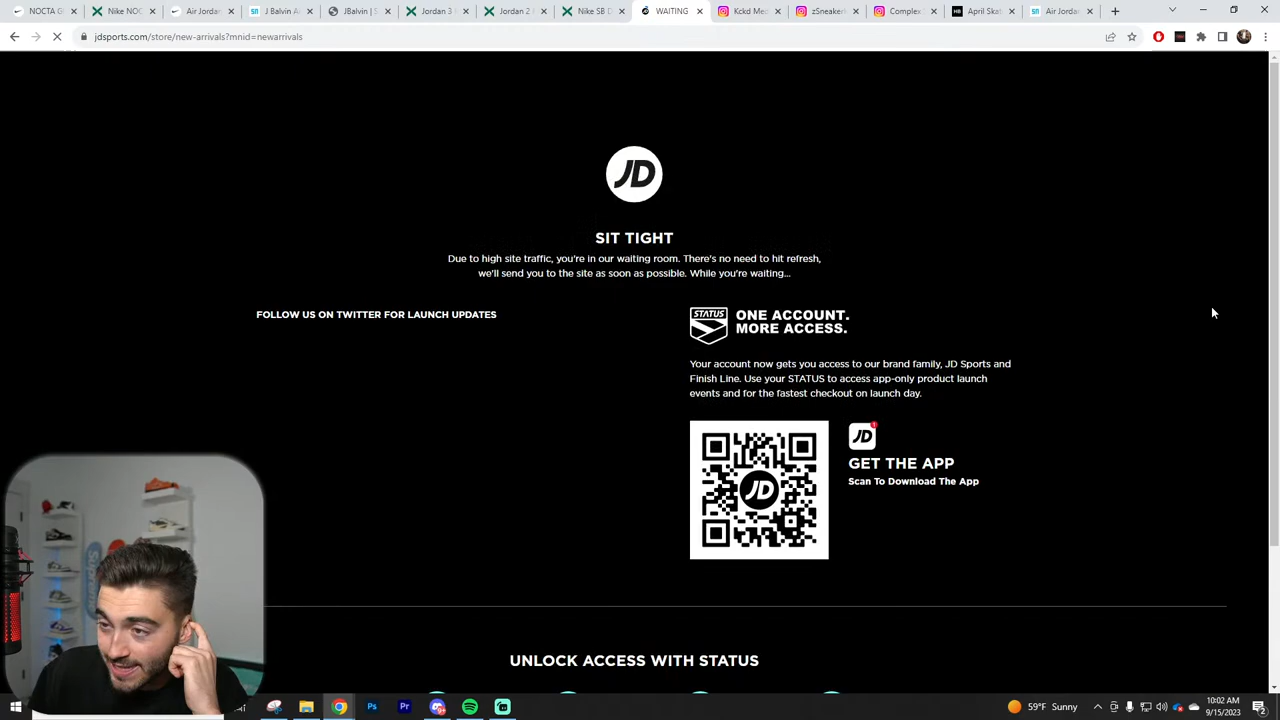 NOCTA G
Nike NOC
Air Jordan
J Balvin A
JBalvin | S
Jordan 3
Jordan 2
Nike SB D
WAITING
Kckd Me
zSneaker
Complex
April Skat
Air Jordan
jdsports.com/store/new-arrivals?mnid=newarrivals
JD
SIT TIGHT
Due to high site traffic, you're in our waiting room. There's no need to hit refresh,
we'll send you to the site as soon as possible. While you're waiting...
FOLLOW US ON TWITTER FOR LAUNCH UPDATES
STATUS
ONE ACCOUNT.
MORE ACCESS.
Your account now gets you access to our brand family, JD Sports and
Finish Line. Use your STATUS to access app-only product launch
events and for the fastest checkout on launch day.
JD
JD
GET THE APP
Scan To Download The App
UNLOCK ACCESS WITH STATUS
Ps
Pr
59°F Sunny
10:02 AM
9/15/2023